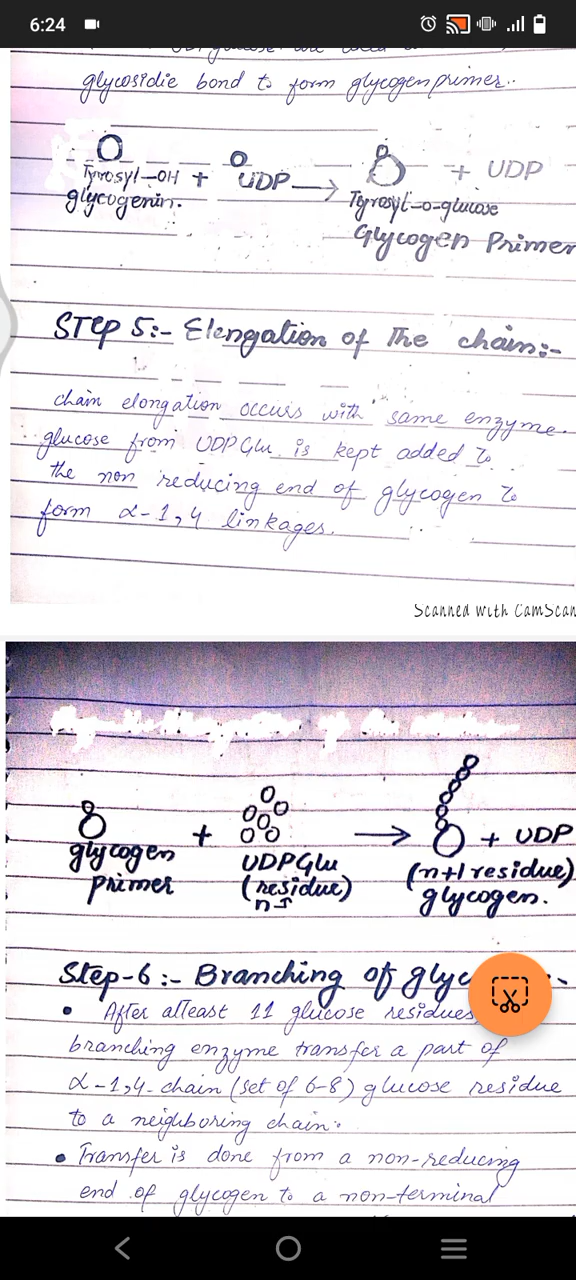 6:24
glycosidie bond to form glycogen primer..
Tyrosyl-OH + UDP → + UDP
glycogenin. Tyrosyl-o-glucose
Glycogen Primer
STEP 5:- Elengation of The chain:-
chain elongation occurs with same enzyme.
glucose from UDPGlu. is kept added to
the non reducing end of glycogen to
form α-1,4 linkages.
Scanned with CamScan
glycogen + UDPGlu → + UDP
primer (residue) (n+1 residue)
n glycogen.
Step-6:- Branching of glyc :-
• After atleast 11 glucose residues
branching enzyme transfer a part of
α-1,4-chain (set of 6-8) glucose residue
to a neighboring chain.
• Transfer is done from a non-reducing
end of glycogen to a non-terminal